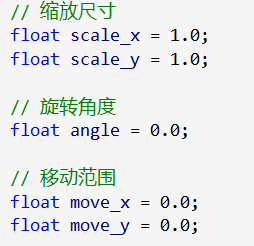 // 缩放尺寸
float scale_x = 1.0;
float scale_y = 1.0;
// 旋转角度
float angle = 0.0;
// 移动范围
float move_x = 0.0;
float move_y = 0.0;